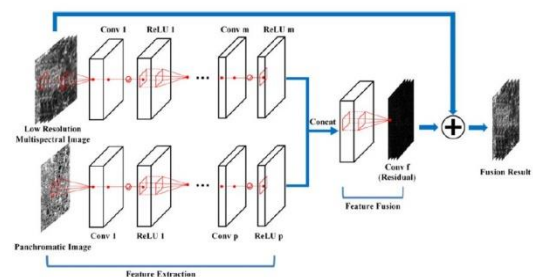 Conv 1 ReLU 1 Conv m ReLU m
Low Resolution
Multispectral Image
Concat
Conv f
(Residual)
Fusion Result
Feature Fusion
Panchromatic Image
Conv 1 ReLU 1 Conv p ReLU p
Feature Extraction